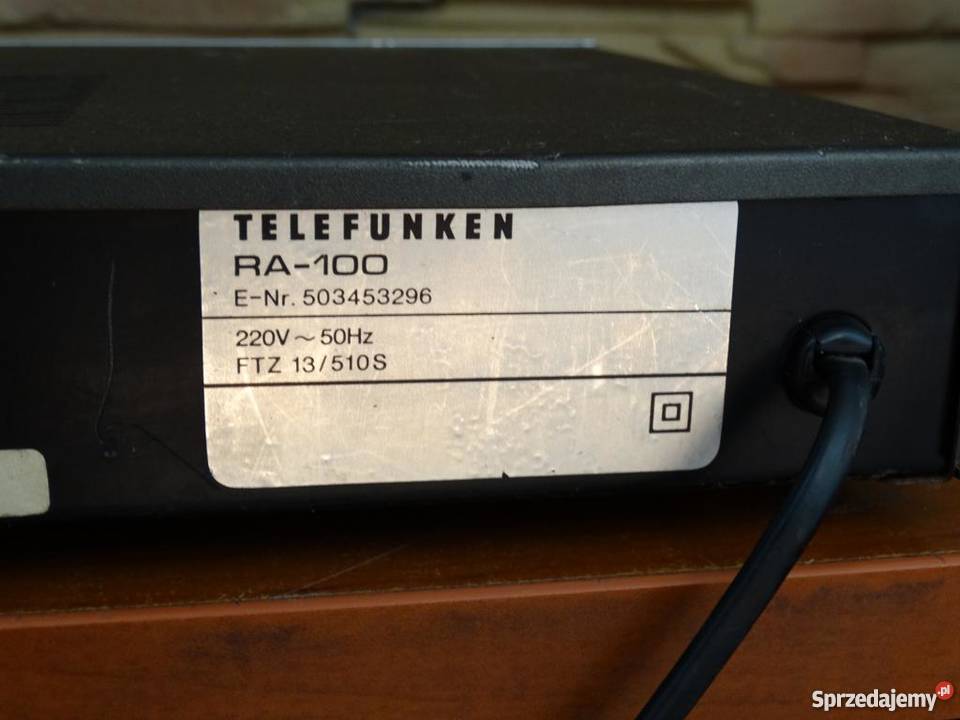 TELEFUNKEN
RA-100
E-Nr. 503453296
220V ~ 50Hz
FTZ 13/510S
Sprzedajemy.pl